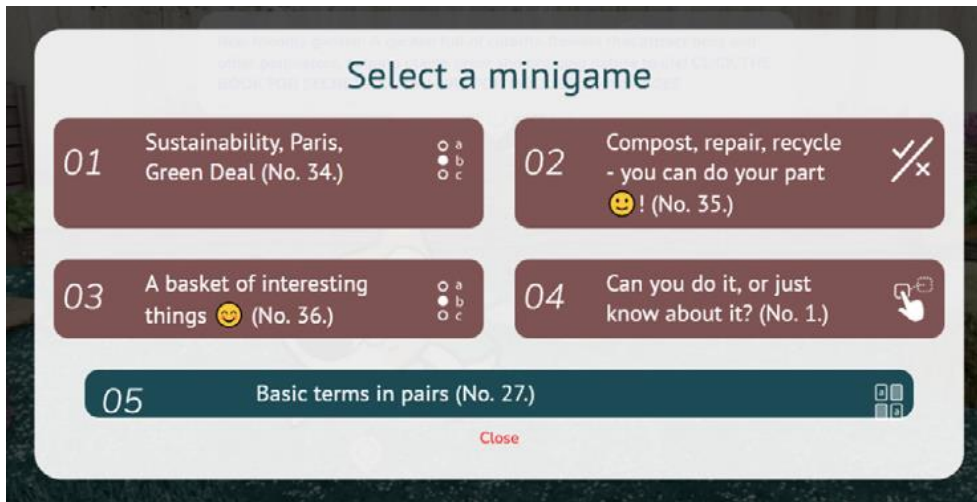 Select a minigame
01
Sustainability, Paris,
Green Deal (No. 34.)
a
b
c
02
Compost, repair, recycle
- you can do your part
🙂! (No. 35.)
03
A basket of interesting
things 😊 (No. 36.)
a
b
c
04
Can you do it, or just
know about it? (No. 1.)
05
Basic terms in pairs (No. 27.)
a
a
Close